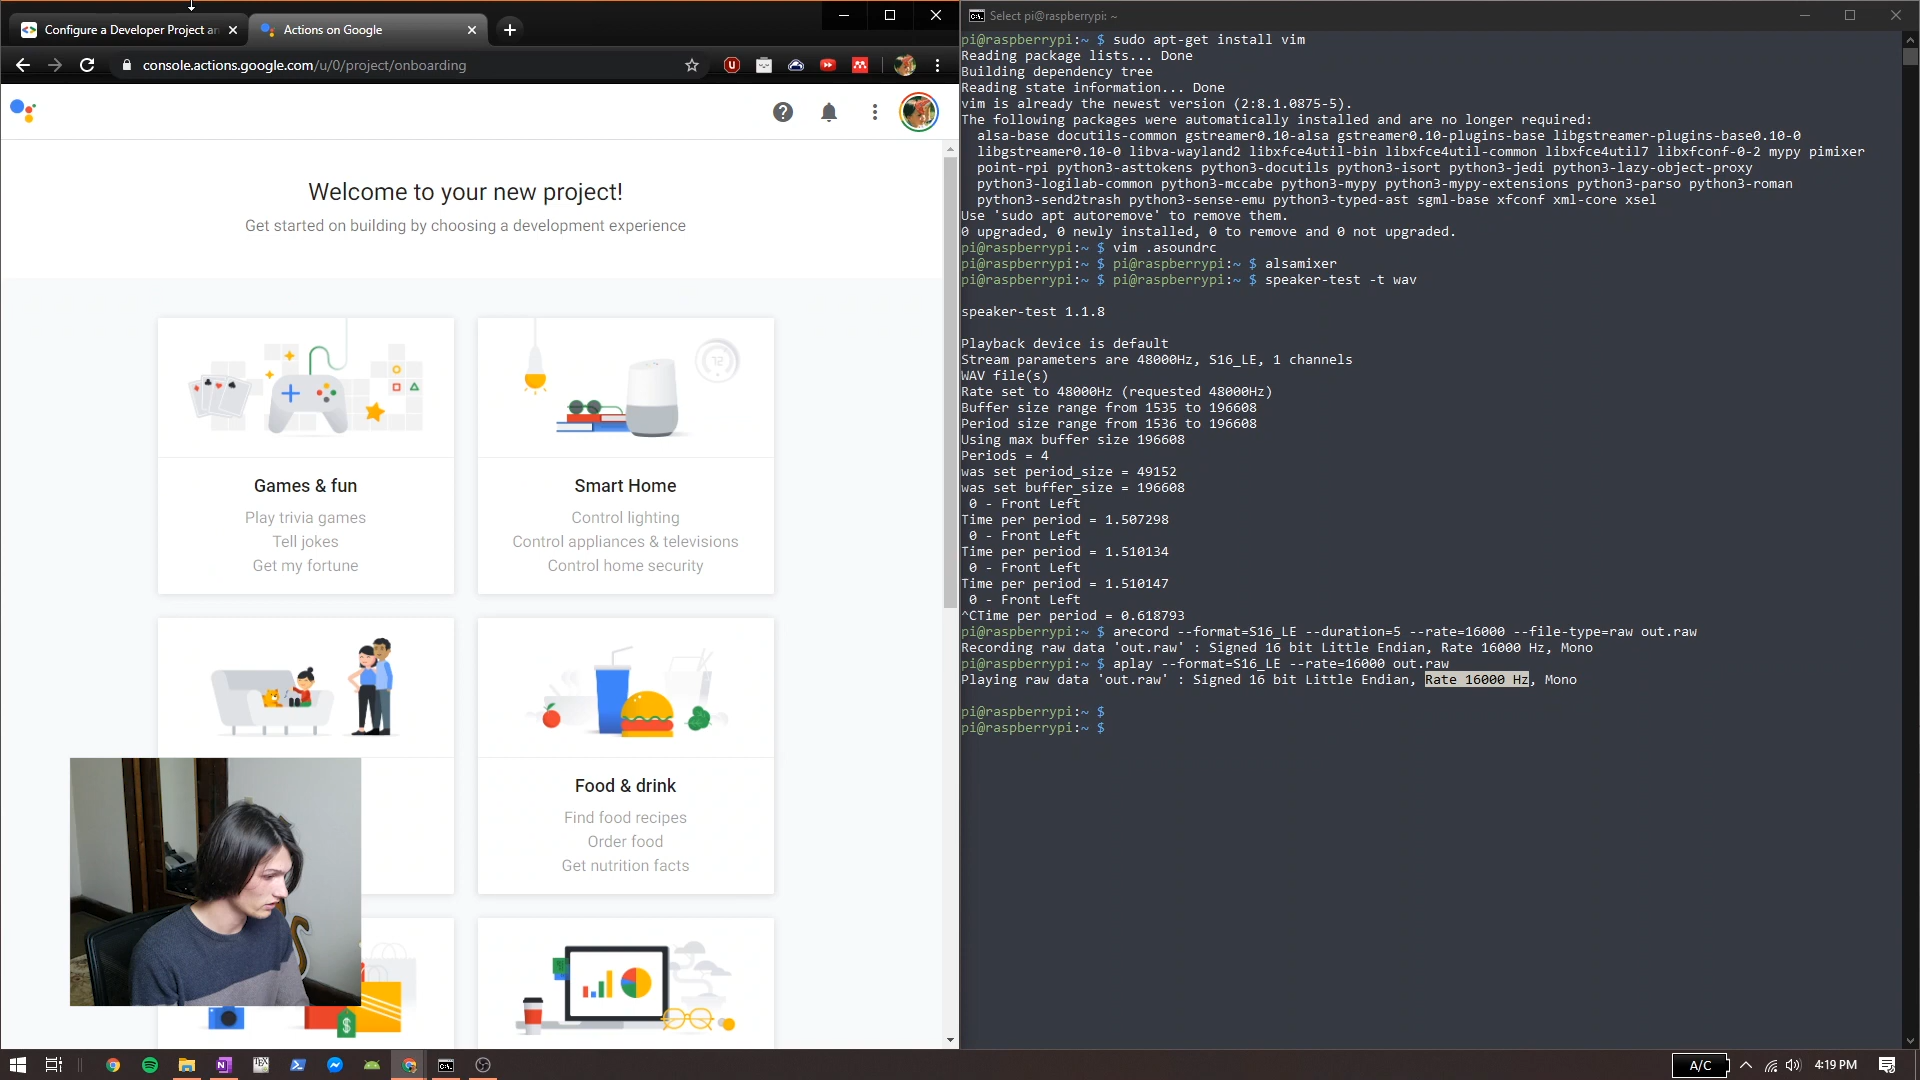 Configure a Developer Project an
Actions on Google
console.actions.google.com/u/0/project/onboarding
Welcome to your new project!
Get started on building by choosing a development experience
Games & fun
Play trivia games
Tell jokes
Get my fortune
Smart Home
Control lighting
Control appliances & televisions
Control home security
Food & drink
Find food recipes
Order food
Get nutrition facts
Select pi@raspberrypi: ~
pi@raspberrypi:~ $ sudo apt-get install vim
Reading package lists... Done
Building dependency tree
Reading state information... Done
vim is already the newest version (2:8.1.0875-5).
The following packages were automatically installed and are no longer required:
alsa-base docutils-common gstreamer0.10-alsa gstreamer0.10-plugins-base libgstreamer-plugins-base0.10-0
libgstreamer0.10-0 libva-wayland2 libxfce4util-bin libxfce4util-common libxfce4util7 libxfconf-0-2 mypy pimixer
point-rpi python3-asttokens python3-docutils python3-isort python3-jedi python3-lazy-object-proxy
python3-logilab-common python3-mccabe python3-mypy python3-mypy-extensions python3-parso python3-roman
python3-send2trash python3-sense-emu python3-typed-ast sgml-base xfconf xml-core xsel
Use 'sudo apt autoremove' to remove them.
0 upgraded, 0 newly installed, 0 to remove and 0 not upgraded.
pi@raspberrypi:~ $ vim .asoundrc
pi@raspberrypi:~ $ pi@raspberrypi:~ $ alsamixer
pi@raspberrypi:~ $ pi@raspberrypi:~ $ speaker-test -t wav
speaker-test 1.1.8
Playback device is default
Stream parameters are 48000Hz, S16_LE, 1 channels
WAV file(s)
Rate set to 48000Hz (requested 48000Hz)
Buffer size range from 1535 to 196608
Period size range from 1536 to 196608
Using max buffer size 196608
Periods = 4
was set period_size = 49152
was set buffer_size = 196608
0 - Front Left
Time per period = 1.507298
0 - Front Left
Time per period = 1.510134
0 - Front Left
Time per period = 1.510147
0 - Front Left
^CTime per period = 0.618793
pi@raspberrypi:~ $ arecord --format=S16_LE --duration=5 --rate=16000 --file-type=raw out.raw
Recording raw data 'out.raw' : Signed 16 bit Little Endian, Rate 16000 Hz, Mono
pi@raspberrypi:~ $ aplay --format=S16_LE --rate=16000 out.raw
Playing raw data 'out.raw' : Signed 16 bit Little Endian, Rate 16000 Hz, Mono
pi@raspberrypi:~ $
pi@raspberrypi:~ $
A/C
4:19 PM